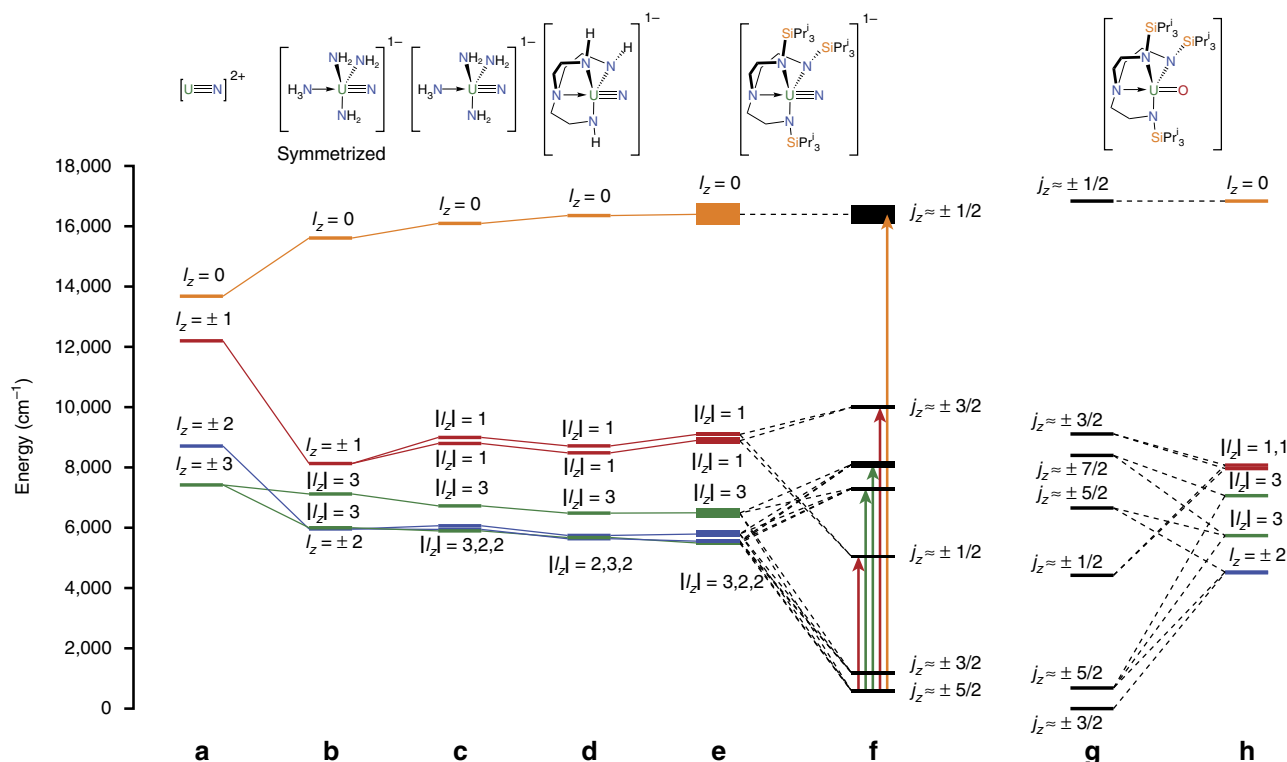 [U≡N]2+
NH2
NH2
H3N
U
N
NH2
1–
Symmetrized
NH2
NH2
H3N
U
N
NH2
1–
H
H
N
N
N
U
N
N
H
1–
SiPri3
SiPri3
N
N
N
U
N
N
SiPri3
1–
SiPri3
SiPri3
N
N
N
U
O
N
SiPri3
Energy (cm−1)
18,000
16,000
14,000
12,000
10,000
8,000
6,000
4,000
2,000
0
lz = 0
lz = ± 1
lz = ± 2
lz = ± 3
lz = 0
lz = ± 1
|lz| = 3
|lz| = 3
lz = ± 2
lz = 0
|lz| = 1
|lz| = 1
|lz| = 3
|lz| = 3,2,2
lz = 0
|lz| = 1
|lz| = 1
|lz| = 3
|lz| = 2,3,2
lz = 0
|lz| = 1
|lz| = 1
|lz| = 3
|lz| = 3,2,2
jz ≈ ± 1/2
jz ≈ ± 3/2
jz ≈ ± 1/2
jz ≈ ± 3/2
jz ≈ ± 5/2
jz ≈ ± 1/2
jz ≈ ± 3/2
jz ≈ ± 7/2
jz ≈ ± 5/2
jz ≈ ± 1/2
jz ≈ ± 5/2
jz ≈ ± 3/2
lz = 0
|lz| = 1,1
|lz| = 3
|lz| = 3
lz = ± 2
a b c d e f g h